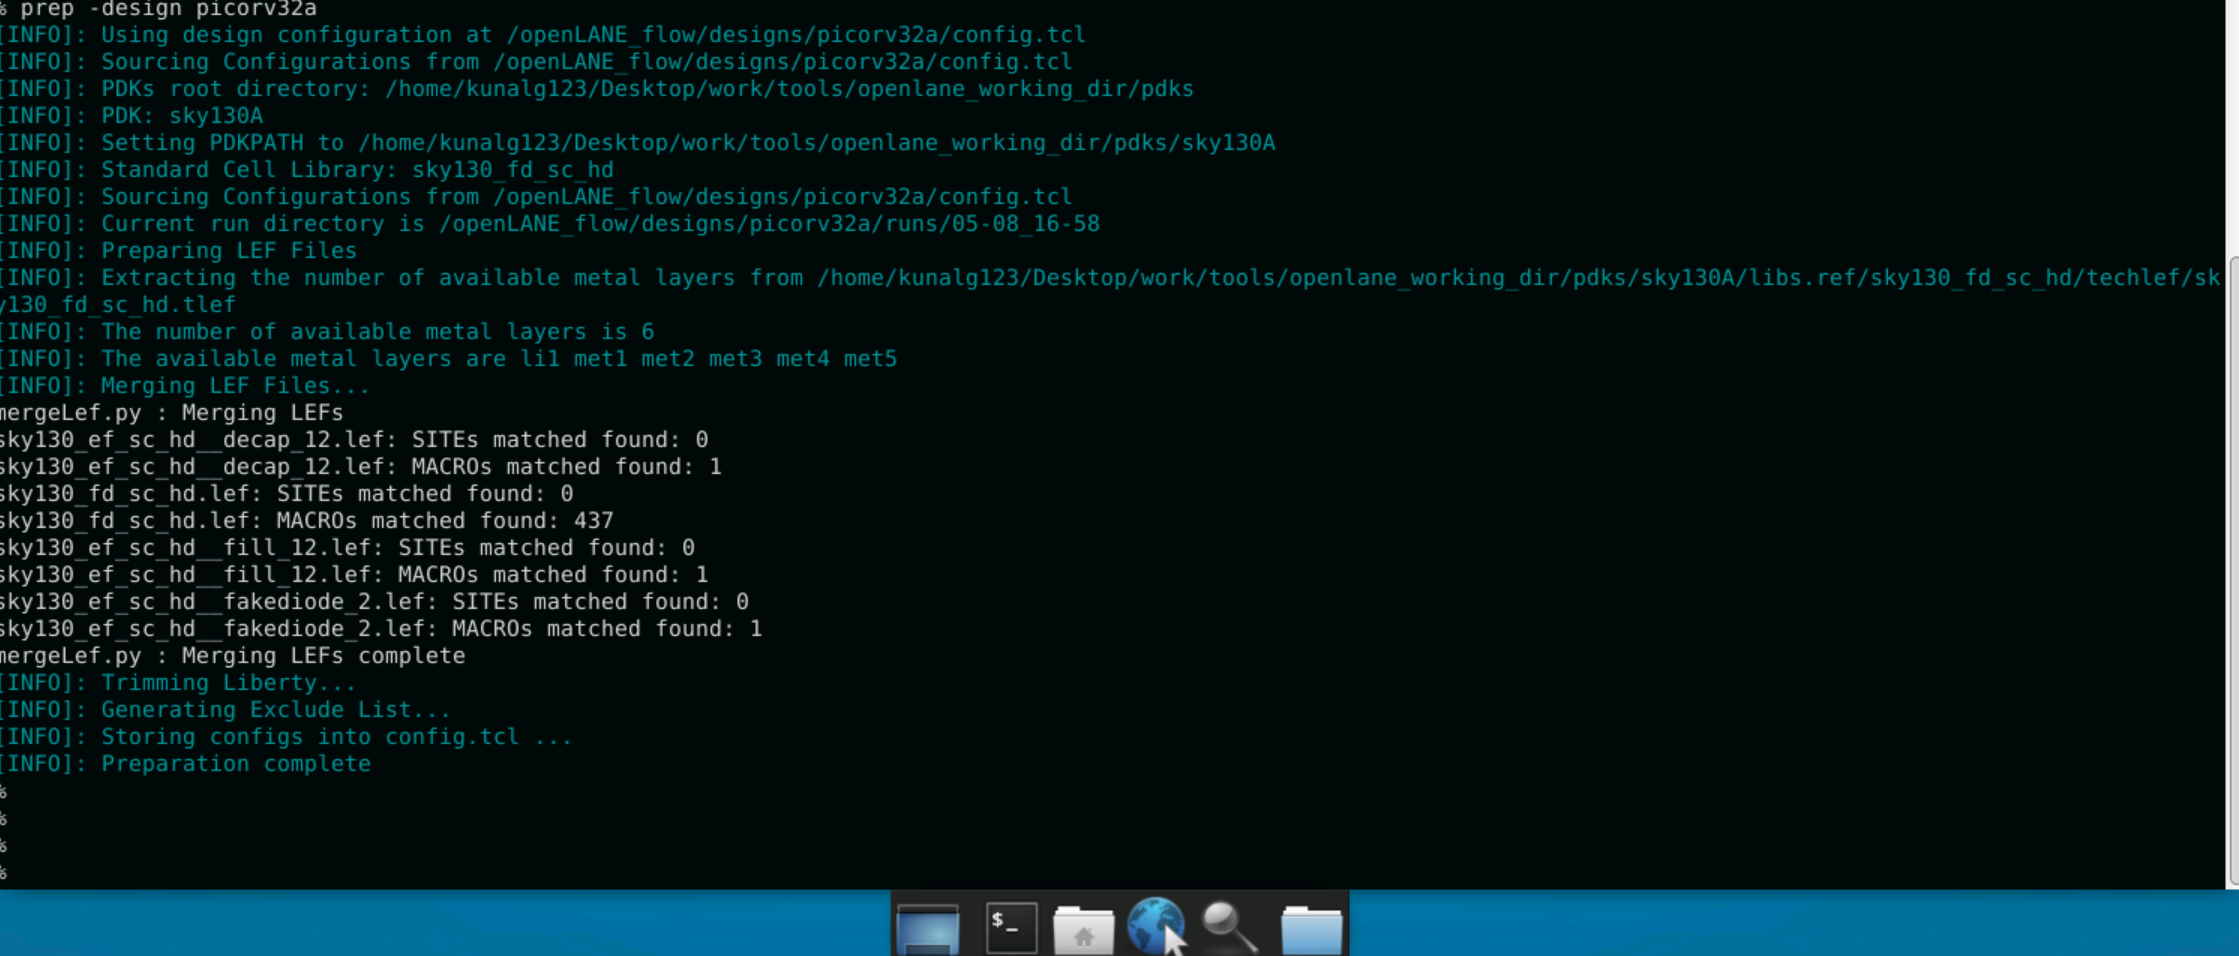 % prep -design picorv32a
[INFO]: Using design configuration at /openLANE_flow/designs/picorv32a/config.tcl
[INFO]: Sourcing Configurations from /openLANE_flow/designs/picorv32a/config.tcl
[INFO]: PDKs root directory: /home/kunalg123/Desktop/work/tools/openlane_working_dir/pdks
[INFO]: PDK: sky130A
[INFO]: Setting PDKPATH to /home/kunalg123/Desktop/work/tools/openlane_working_dir/pdks/sky130A
[INFO]: Standard Cell Library: sky130_fd_sc_hd
[INFO]: Sourcing Configurations from /openLANE_flow/designs/picorv32a/config.tcl
[INFO]: Current run directory is /openLANE_flow/designs/picorv32a/runs/05-08_16-58
[INFO]: Preparing LEF Files
[INFO]: Extracting the number of available metal layers from /home/kunalg123/Desktop/work/tools/openlane_working_dir/pdks/sky130A/libs.ref/sky130_fd_sc_hd/techlef/sk
y130_fd_sc_hd.tlef
[INFO]: The number of available metal layers is 6
[INFO]: The available metal layers are li1 met1 met2 met3 met4 met5
[INFO]: Merging LEF Files...
mergeLef.py : Merging LEFs
sky130_ef_sc_hd__decap_12.lef: SITEs matched found: 0
sky130_ef_sc_hd__decap_12.lef: MACROs matched found: 1
sky130_fd_sc_hd.lef: SITEs matched found: 0
sky130_fd_sc_hd.lef: MACROs matched found: 437
sky130_ef_sc_hd__fill_12.lef: SITEs matched found: 0
sky130_ef_sc_hd__fill_12.lef: MACROs matched found: 1
sky130_ef_sc_hd__fakediode_2.lef: SITEs matched found: 0
sky130_ef_sc_hd__fakediode_2.lef: MACROs matched found: 1
mergeLef.py : Merging LEFs complete
[INFO]: Trimming Liberty...
[INFO]: Generating Exclude List...
[INFO]: Storing configs into config.tcl ...
[INFO]: Preparation complete
%
%
%
%
$_